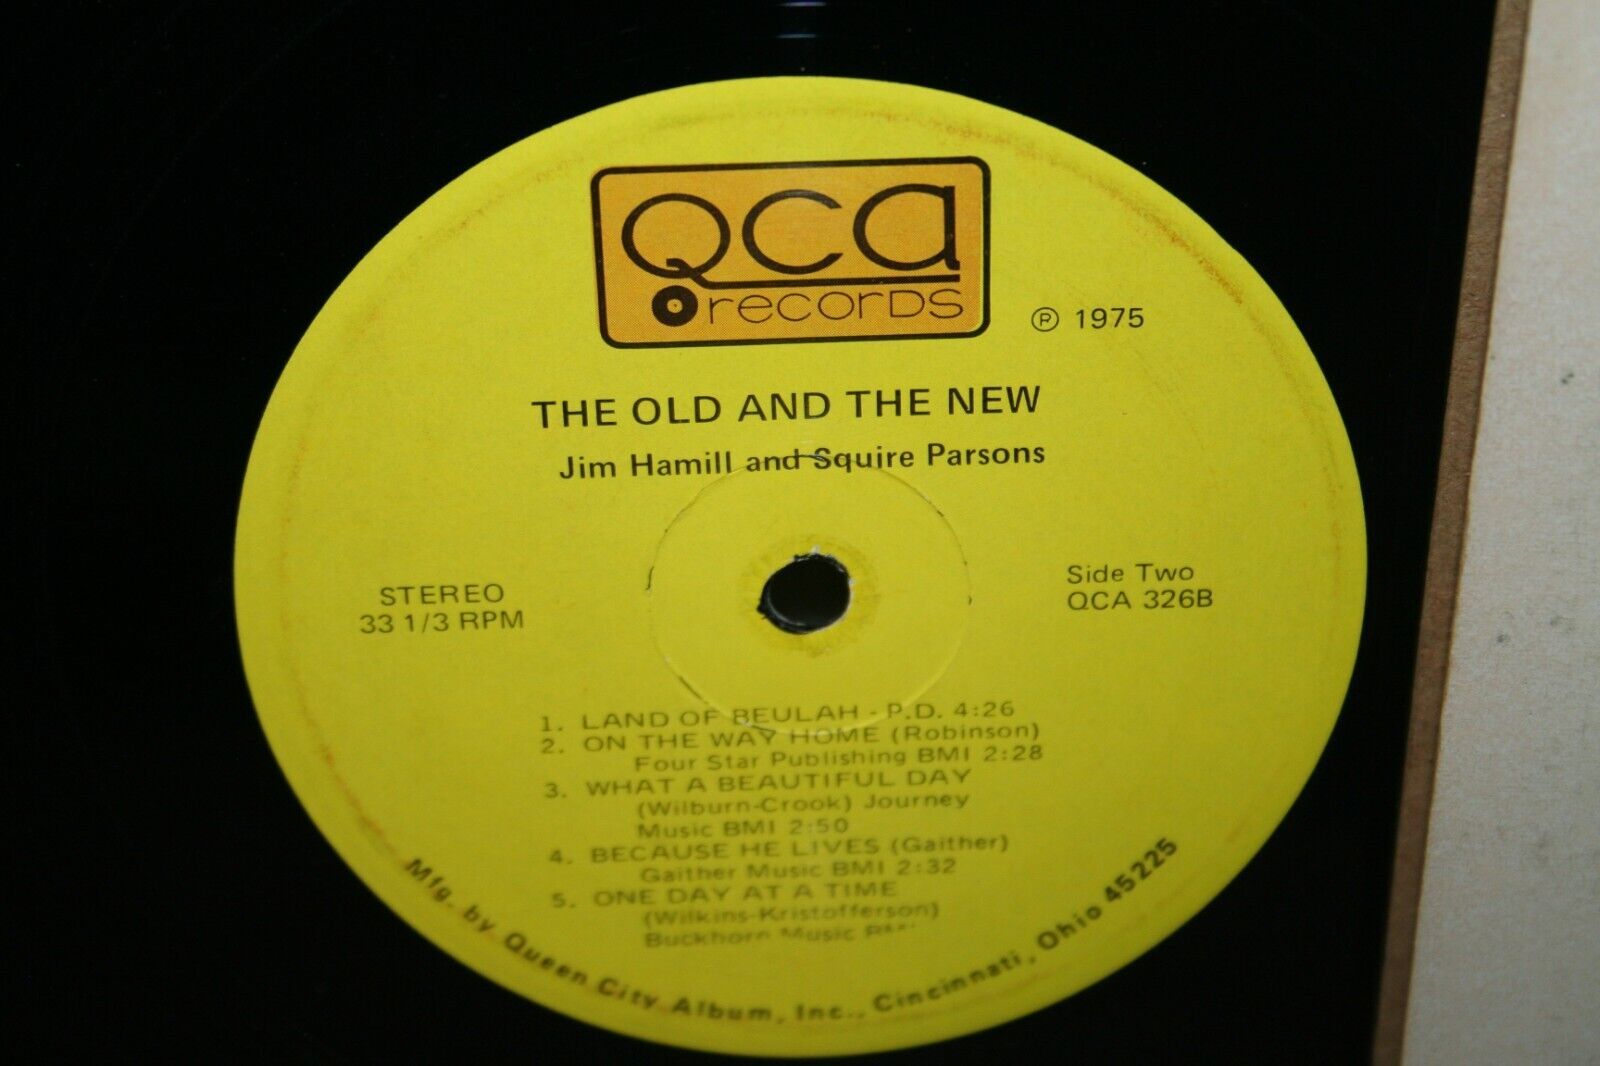 QCA
records
℗ 1975
THE OLD AND THE NEW
Jim Hamill and Squire Parsons
STEREO
33 1/3 RPM
Side Two
QCA 326B
1. LAND OF BEULAH - P.D. 4:26
2. ON THE WAY HOME (Robinson)
Four Star Publishing BMI 2:28
3. WHAT A BEAUTIFUL DAY
(Wilburn-Crook) Journey
Music BMI 2:50
4. BECAUSE HE LIVES (Gaither)
Gaither Music BMI 2:32
5. ONE DAY AT A TIME
(Wilkins-Kristofferson)
Buckhorn Music BMI
Mfg. by Queen City Album, Inc., Cincinnati, Ohio 45225